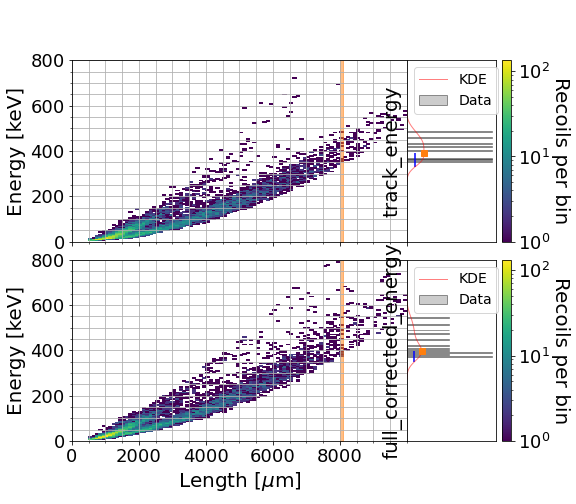 800
600
400
200
0
Energy [keV]
track_energy
KDE
Data
10²
10¹
10⁰
Recoils per bin
800
600
400
200
0
Energy [keV]
full_corrected_energy
KDE
Data
10²
10¹
10⁰
Recoils per bin
0 2000 4000 6000 8000
Length [μm]